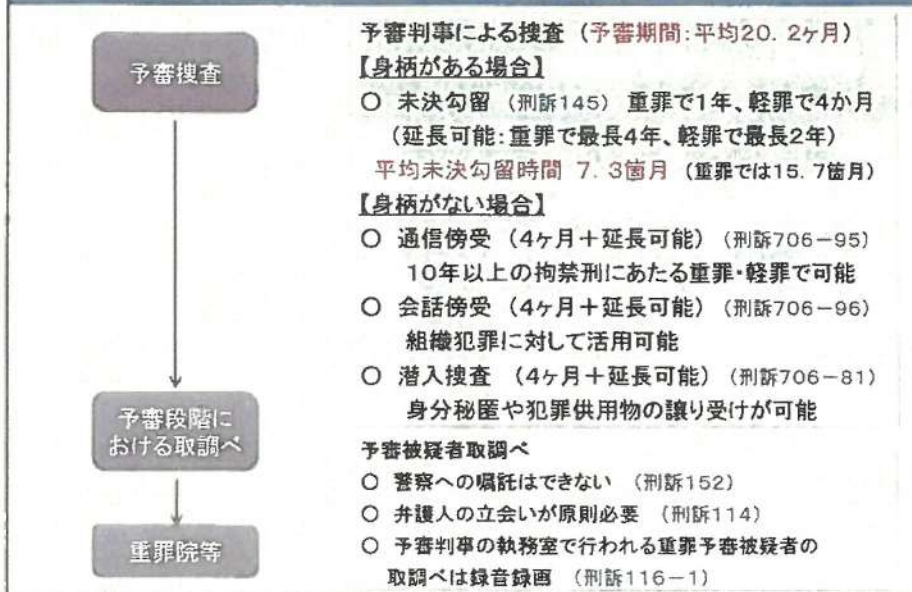 予審捜査
予審判事による捜査 (予審期間:平均20.2ヶ月)
【身柄がある場合】
○ 未決勾留 (刑訴145) 重罪で1年、軽罪で4か月
(延長可能:重罪で最長4年、軽罪で最長2年)
平均未決勾留時間 7.3箇月 (重罪では15.7箇月)
【身柄がない場合】
○ 通信傍受 (4ヶ月+延長可能) (刑訴706-95)
10年以上の拘禁刑にあたる重罪・軽罪で可能
○ 会話傍受 (4ヶ月+延長可能) (刑訴706-96)
組織犯罪に対して活用可能
○ 潜入捜査 (4ヶ月+延長可能) (刑訴706-81)
身分秘匿や犯罪供用物の譲り受けが可能
予審段階に
おける取調べ
予審被疑者取調べ
○ 警察への嘱託はできない (刑訴152)
○ 弁護人の立会いが原則必要 (刑訴114)
○ 予審判事の執務室で行われる重罪予審被疑者の
取調べは録音録画 (刑訴116-1)
重罪院等